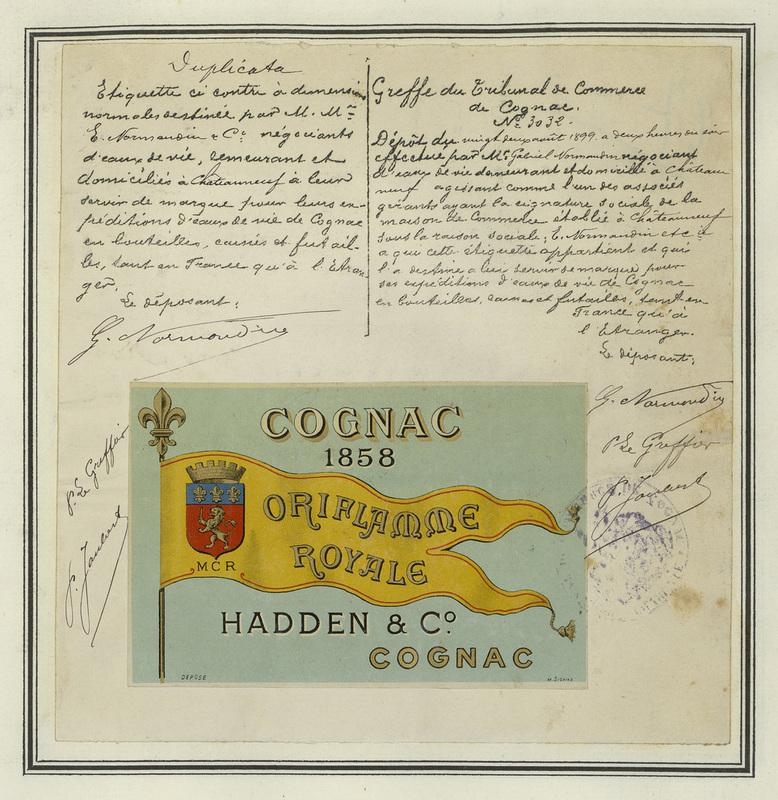 Duplicata
Etiquette ci contre à dimensions
normales destinée par M. Mrs
E. Normandin & Cie négociants
d'eaux de vie, demeurant et
domiciliés à Châteauneuf à leur
servir de marque pour leurs ex-
péditions d'eaux de vie de Cognac
en bouteilles, caisses et futail-
les, tant en France qu'à l'Etran-
ger.
Le déposant:
G. Normandin
Greffe du Tribunal de Commerce
de Cognac.
No 3032.
Dépôt du vingt deux août 1899 à deux heures du soir
effectué par Mr Gabriel Normandin négociant
d'eaux de vie demeurant et domicilié à Château
neuf agissant comme l'un des associés
gérants ayant la signature sociale de la
maison de Commerce établie à Châteauneuf
sous la raison sociale: E. Normandin et Cie
a qui cette étiquette appartient et qui
l'a destiné à leur servir de marque pour
ses expéditions d'eaux de vie de Cognac
en bouteilles, caisses et futailles, tant en
France qu'à
l'Etranger.
Le déposant:
G. Normandin
pr Le Greffier
pr Le Greffier
COGNAC
1858
ORIFLAMME
ROYALE
MCR
HADDEN & Co
COGNAC
DÉPOSÉ